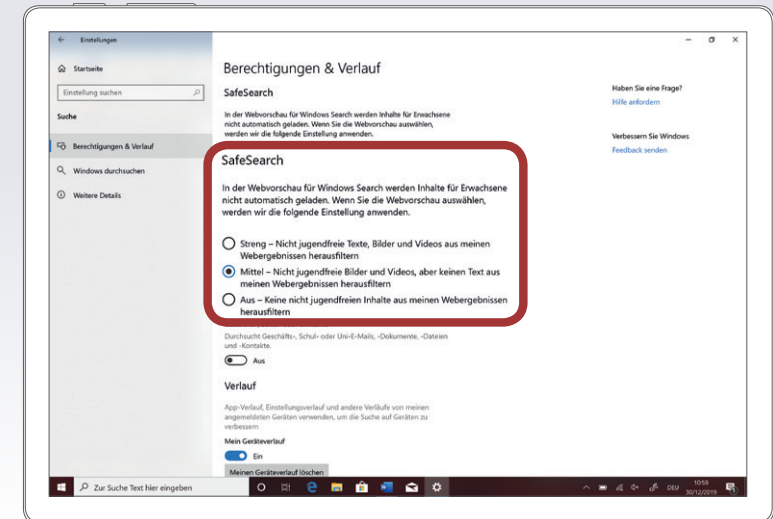 Einstellungen
Startseite
Einstellung suchen
Suche
Berechtigungen & Verlauf
Windows durchsuchen
Weitere Details
Berechtigungen & Verlauf
SafeSearch
In der Webvorschau für Windows Search werden Inhalte für Erwachsene
nicht automatisch geladen. Wenn Sie die Webvorschau auswählen,
werden wir die folgende Einstellung anwenden.
SafeSearch
In der Webvorschau für Windows Search werden Inhalte für Erwachsene
nicht automatisch geladen. Wenn Sie die Webvorschau auswählen,
werden wir die folgende Einstellung anwenden.
Streng – Nicht jugendfreie Texte, Bilder und Videos aus meinen
Webergebnissen herausfiltern
Mittel – Nicht jugendfreie Bilder und Videos, aber keinen Text aus
meinen Webergebnissen herausfiltern
Aus – Keine nicht jugendfreien Inhalte aus meinen Webergebnissen
herausfiltern
Durchsucht Geschäfts-, Schul- oder Uni-E-Mails, -Dokumente, -Dateien
und -Kontakte.
Aus
Verlauf
App-Verlauf, Einstellungsverlauf und andere Verläufe von meinen
angemeldeten Geräten verwenden, um die Suche auf Geräten zu
verbessern
Mein Geräteverlauf
Ein
Meinen Geräteverlauf löschen
Haben Sie eine Frage?
Hilfe anfordern
Verbessern Sie Windows
Feedback senden
Zur Suche Text hier eingeben
DEU
10:59
30/12/2019